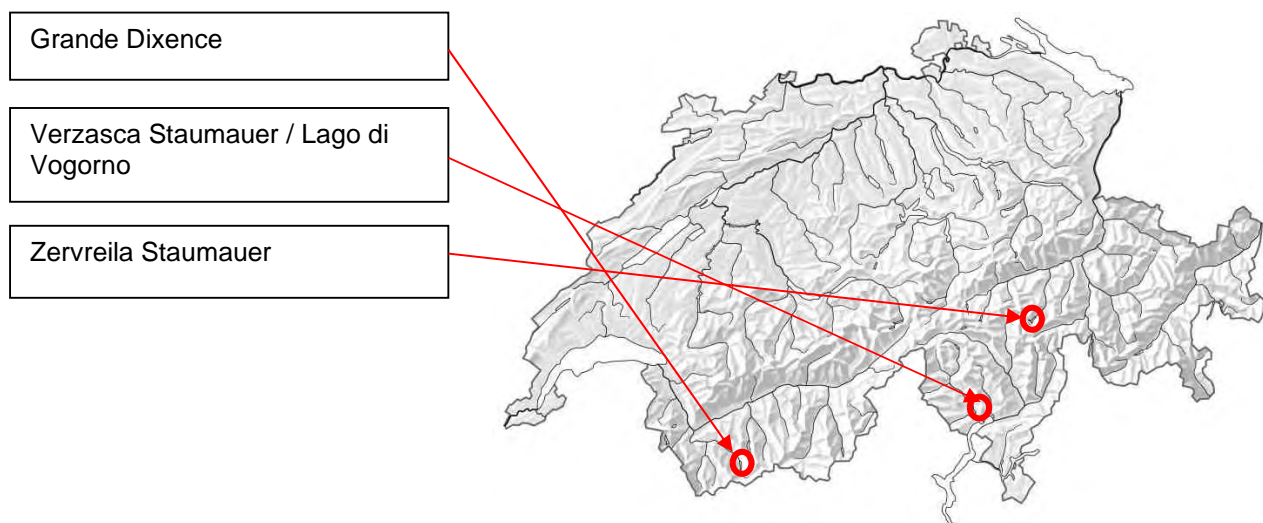 Grande Dixence
Verzasca Staumauer / Lago di
Vogorno
Zervreila Staumauer